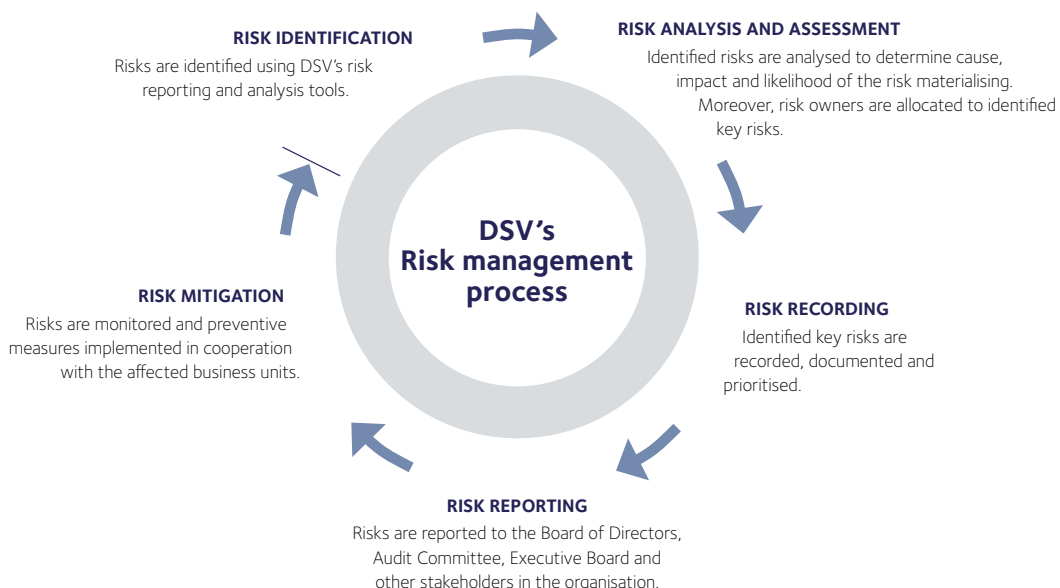 RISK IDENTIFICATION
Risks are identified using DSV's risk
reporting and analysis tools.
RISK ANALYSIS AND ASSESSMENT
Identified risks are analysed to determine cause,
impact and likelihood of the risk materialising.
Moreover, risk owners are allocated to identified
key risks.
DSV's
Risk management
process
RISK RECORDING
Identified key risks are
recorded, documented and
prioritised.
RISK REPORTING
Risks are reported to the Board of Directors,
Audit Committee, Executive Board and
other stakeholders in the organisation.
RISK MITIGATION
Risks are monitored and preventive
measures implemented in cooperation
with the affected business units.